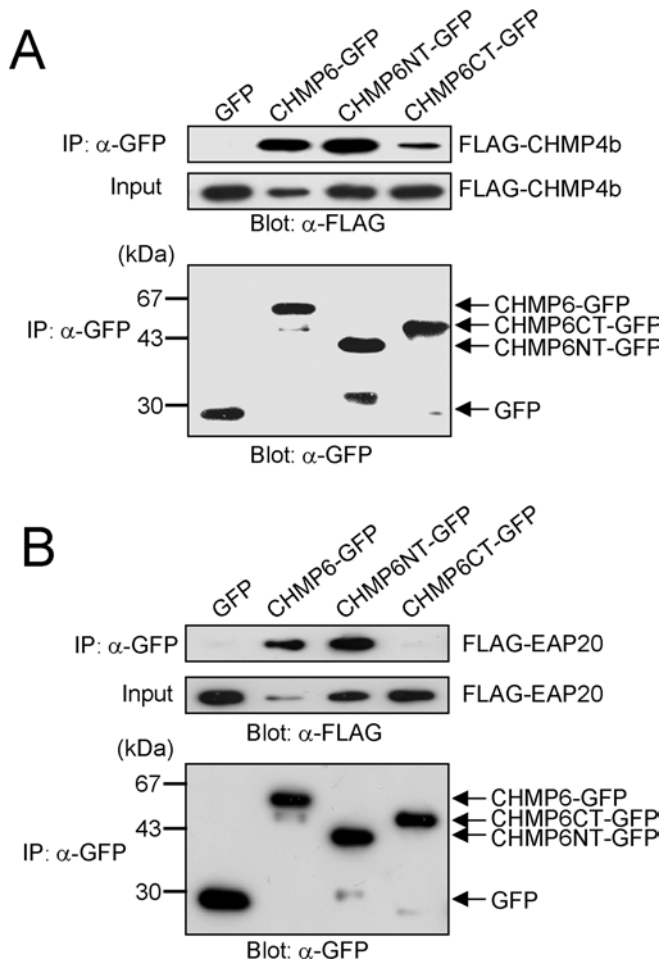 A
GFP
CHMP6-GFP
CHMP6NT-GFP
CHMP6CT-GFP
IP: α-GFP
FLAG-CHMP4b
Input
FLAG-CHMP4b
Blot: α-FLAG
(kDa)
67
43
30
IP: α-GFP
CHMP6-GFP
CHMP6CT-GFP
CHMP6NT-GFP
GFP
Blot: α-GFP
B
GFP
CHMP6-GFP
CHMP6NT-GFP
CHMP6CT-GFP
IP: α-GFP
FLAG-EAP20
Input
FLAG-EAP20
Blot: α-FLAG
(kDa)
67
43
30
IP: α-GFP
CHMP6-GFP
CHMP6CT-GFP
CHMP6NT-GFP
GFP
Blot: α-GFP